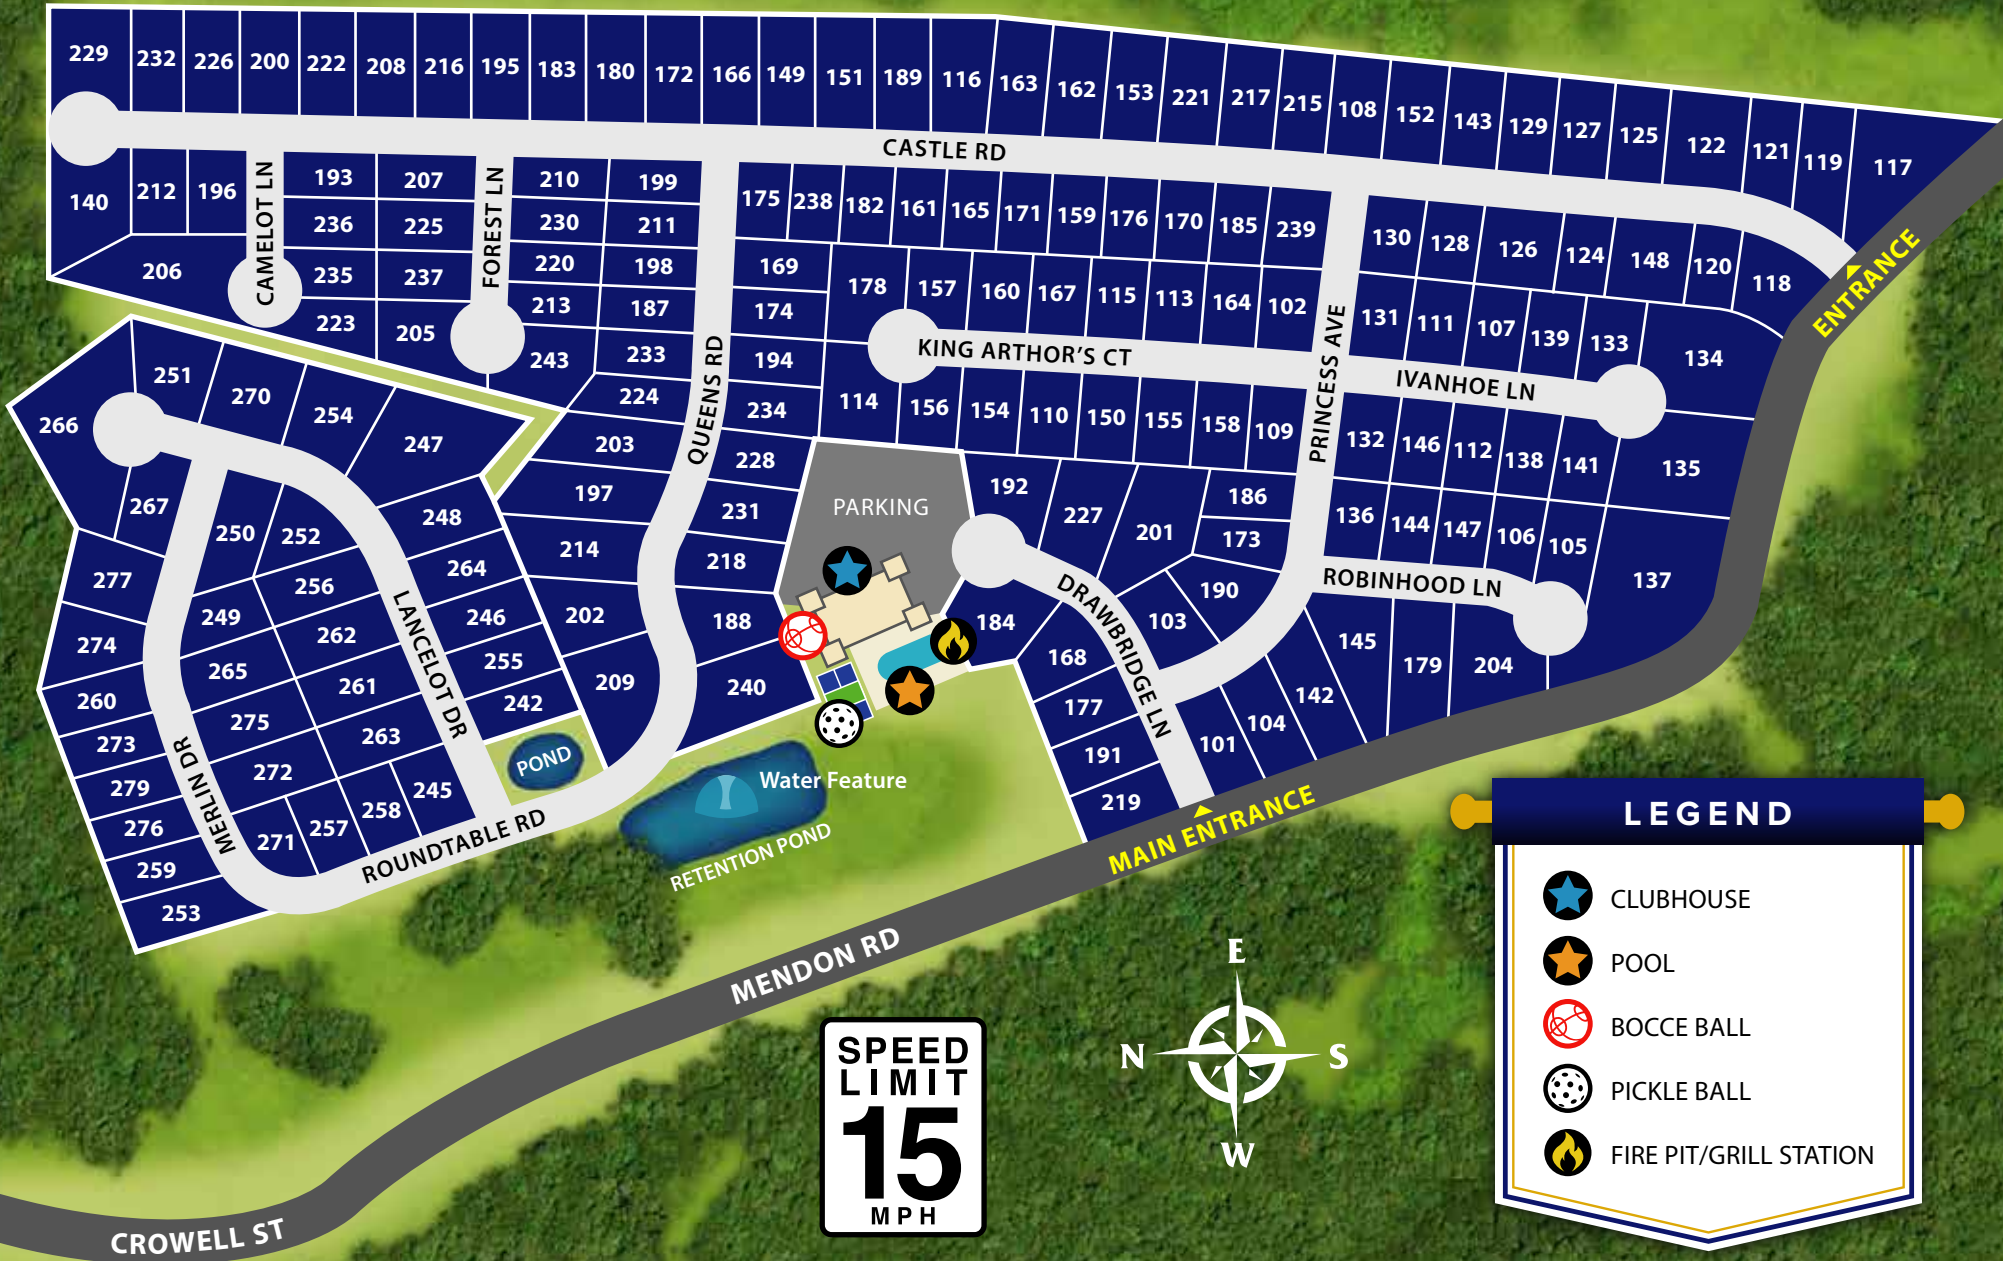 229 232 226 200 222 208 216 195 183 180 172 166 149 151 189 116 163 162 153 221 217 215 108 152 143 129 127 125 122 121 119 117
CASTLE RD
140 212 196 CAMELOT LN 193 207 FOREST LN 210 199 175 238 182 161 165 171 159 176 170 185 239 130 128 126 124 148 120 118
206 236 225 230 211
235 237 220 198 169 178 157 160 167 115 113 164 102 131 111 107 139 133 134
223 205 213 187 174
243 233 194
224 234
QUEENS RD
KING ARTHOR'S CT
PRINCESS AVE
IVANHOE LN
ENTRANCE
114 156 154 110 150 155 158 109 132 146 112 138 141 135
251 270 254 247 266 267
203 228
197 231
214 218
202 188
209 240
PARKING
192 227 201 186 173 190 103
136 144 147 106 105 137
ROBINHOOD LN
145 179 204 142 104 101
184 168 177 191 219
DRAWBRIDGE LN
250 252 248
256 264
249 262 246
265 261 255
275 263 242
272 258 245
271 257
LANCELOT DR
277
274
260
273
279
276
259
253
MERLIN DR
POND
ROUNDTABLE RD
Water Feature
RETENTION POND
MAIN ENTRANCE
MENDON RD
CROWELL ST
SPEED
LIMIT
15
MPH
E
N S
W
LEGEND
CLUBHOUSE
POOL
BOCCE BALL
PICKLE BALL
FIRE PIT/GRILL STATION